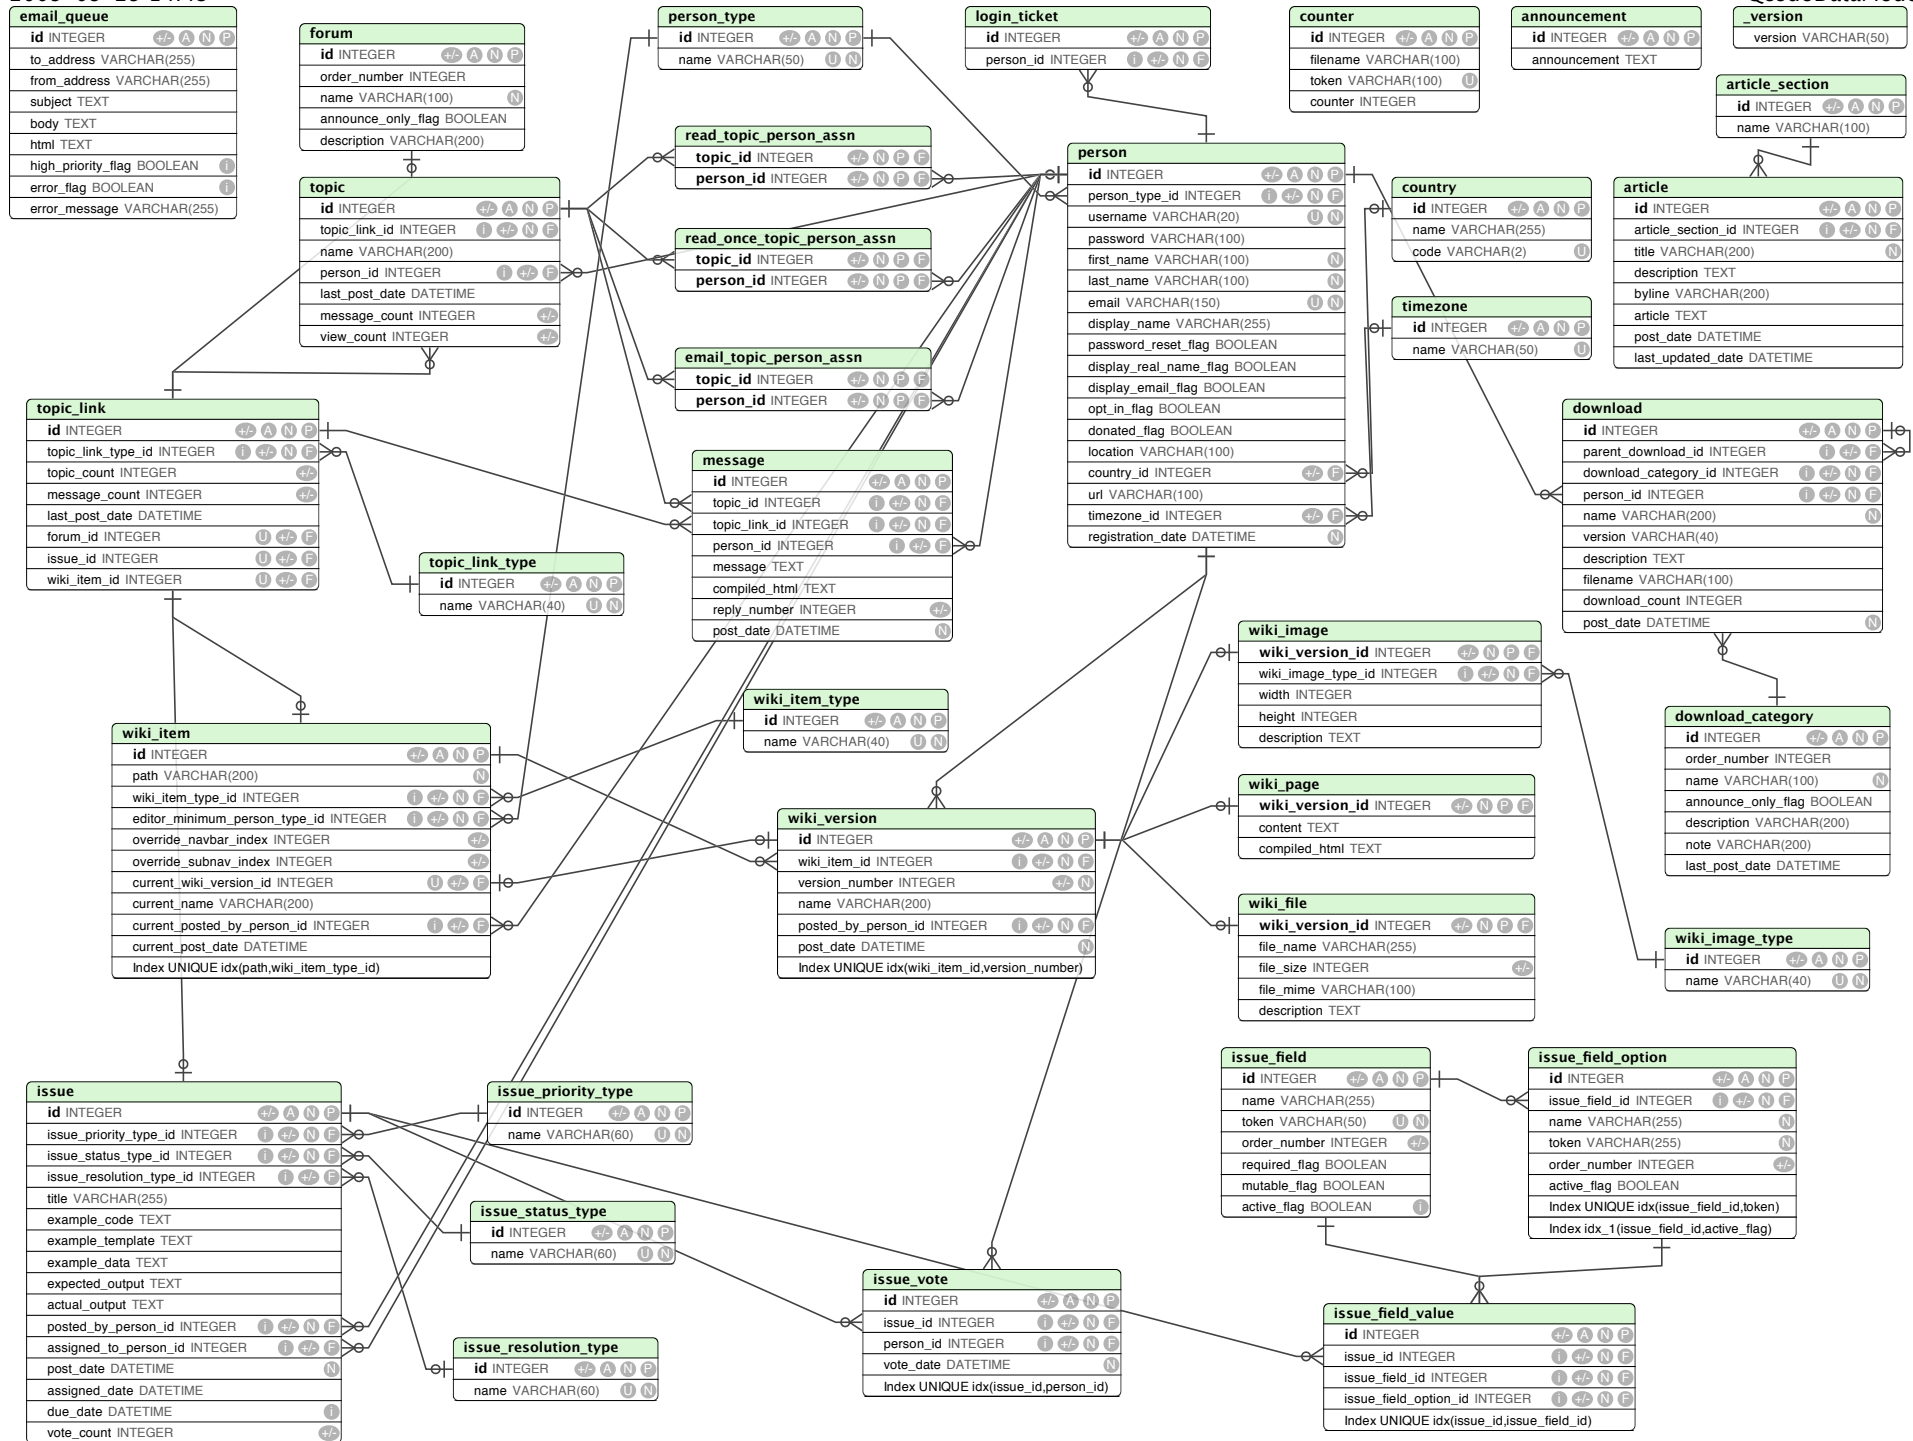 email_queue
id INTEGER +/- A N P
to_address VARCHAR(255)
from_address VARCHAR(255)
subject TEXT
body TEXT
html TEXT
high_priority_flag BOOLEAN i
error_flag BOOLEAN i
error_message VARCHAR(255)
forum
id INTEGER +/- A N P
order_number INTEGER
name VARCHAR(100) N
announce_only_flag BOOLEAN
description VARCHAR(200)
topic
id INTEGER +/- A N P
topic_link_id INTEGER i +/- N F
name VARCHAR(200)
person_id INTEGER i +/- F
last_post_date DATETIME
message_count INTEGER +/-
view_count INTEGER +/-
person_type
id INTEGER +/- A N P
name VARCHAR(50) U N
read_topic_person_assn
topic_id INTEGER +/- N P F
person_id INTEGER +/- N P F
read_once_topic_person_assn
topic_id INTEGER +/- N P F
person_id INTEGER +/- N P F
email_topic_person_assn
topic_id INTEGER +/- N P F
person_id INTEGER +/- N P F
login_ticket
id INTEGER +/- A N P
person_id INTEGER i +/- N F
counter
id INTEGER +/- A N P
filename VARCHAR(100)
token VARCHAR(100) U
counter INTEGER
announcement
id INTEGER +/- A N P
announcement TEXT
_version
version VARCHAR(50)
article_section
id INTEGER +/- A N P
name VARCHAR(100)
person
id INTEGER +/- A N P
person_type_id INTEGER i +/- N F
username VARCHAR(20) U N
password VARCHAR(100)
first_name VARCHAR(100) N
last_name VARCHAR(100) N
email VARCHAR(150) U N
display_name VARCHAR(255)
password_reset_flag BOOLEAN
display_real_name_flag BOOLEAN
display_email_flag BOOLEAN
opt_in_flag BOOLEAN
donated_flag BOOLEAN
location VARCHAR(100)
country_id INTEGER +/- F
url VARCHAR(100)
timezone_id INTEGER +/- F
registration_date DATETIME N
country
id INTEGER +/- A N P
name VARCHAR(255)
code VARCHAR(2) U
timezone
id INTEGER +/- A N P
name VARCHAR(50) U
article
id INTEGER +/- A N P
article_section_id INTEGER i +/- N F
title VARCHAR(200) N
description TEXT
byline VARCHAR(200)
article TEXT
post_date DATETIME
last_updated_date DATETIME
topic_link
id INTEGER +/- A N P
topic_link_type_id INTEGER i +/- N F
topic_count INTEGER +/-
message_count INTEGER +/-
last_post_date DATETIME
forum_id INTEGER U +/- F
issue_id INTEGER U +/- F
wiki_item_id INTEGER U +/- F
topic_link_type
id INTEGER +/- A N P
name VARCHAR(40) U N
message
id INTEGER +/- A N P
topic_id INTEGER i +/- N F
topic_link_id INTEGER i +/- N F
person_id INTEGER i +/- F
message TEXT
compiled_html TEXT
reply_number INTEGER +/-
post_date DATETIME N
download
id INTEGER +/- A N P
parent_download_id INTEGER i +/- F
download_category_id INTEGER i +/- N F
person_id INTEGER i +/- N F
name VARCHAR(200) N
version VARCHAR(40)
description TEXT
filename VARCHAR(100)
download_count INTEGER
post_date DATETIME N
wiki_item
id INTEGER +/- A N P
path VARCHAR(200) N
wiki_item_type_id INTEGER i +/- N F
editor_minimum_person_type_id INTEGER i +/- N F
override_navbar_index INTEGER +/-
override_subnav_index INTEGER +/-
current_wiki_version_id INTEGER U +/- F
current_name VARCHAR(200)
current_posted_by_person_id INTEGER i +/- F
current_post_date DATETIME
Index UNIQUE idx(path,wiki_item_type_id)
wiki_item_type
id INTEGER +/- A N P
name VARCHAR(40) U N
wiki_version
id INTEGER +/- A N P
wiki_item_id INTEGER i +/- N F
version_number INTEGER +/- N
name VARCHAR(200)
posted_by_person_id INTEGER i +/- N F
post_date DATETIME N
Index UNIQUE idx(wiki_item_id,version_number)
wiki_image
wiki_version_id INTEGER +/- N P F
wiki_image_type_id INTEGER i +/- N F
width INTEGER
height INTEGER
description TEXT
wiki_page
wiki_version_id INTEGER +/- N P F
content TEXT
compiled_html TEXT
wiki_file
wiki_version_id INTEGER +/- N P F
file_name VARCHAR(255)
file_size INTEGER +/-
file_mime VARCHAR(100)
description TEXT
download_category
id INTEGER +/- A N P
order_number INTEGER
name VARCHAR(100) N
announce_only_flag BOOLEAN
description VARCHAR(200)
note VARCHAR(200)
last_post_date DATETIME
wiki_image_type
id INTEGER +/- A N P
name VARCHAR(40) U N
issue
id INTEGER +/- A N P
issue_priority_type_id INTEGER i +/- N F
issue_status_type_id INTEGER i +/- N F
issue_resolution_type_id INTEGER i +/- F
title VARCHAR(255)
example_code TEXT
example_template TEXT
example_data TEXT
expected_output TEXT
actual_output TEXT
posted_by_person_id INTEGER i +/- N F
assigned_to_person_id INTEGER i +/- F
post_date DATETIME N
assigned_date DATETIME
due_date DATETIME i
vote_count INTEGER +/-
issue_priority_type
id INTEGER +/- A N P
name VARCHAR(60) U N
issue_status_type
id INTEGER +/- A N P
name VARCHAR(60) U N
issue_resolution_type
id INTEGER +/- A N P
name VARCHAR(60) U N
issue_vote
id INTEGER +/- A N P
issue_id INTEGER i +/- N F
person_id INTEGER i +/- N F
vote_date DATETIME N
Index UNIQUE idx(issue_id,person_id)
issue_field
id INTEGER +/- A N P
name VARCHAR(255)
token VARCHAR(50) U N
order_number INTEGER +/-
required_flag BOOLEAN
mutable_flag BOOLEAN
active_flag BOOLEAN i
issue_field_option
id INTEGER +/- A N P
issue_field_id INTEGER i +/- N F
name VARCHAR(255) N
token VARCHAR(255) N
order_number INTEGER +/-
active_flag BOOLEAN
Index UNIQUE idx(issue_field_id,token)
Index idx_1(issue_field_id,active_flag)
issue_field_value
id INTEGER +/- A N P
issue_id INTEGER i +/- N F
issue_field_id INTEGER i +/- N F
issue_field_option_id INTEGER i +/- N F
Index UNIQUE idx(issue_id,issue_field_id)